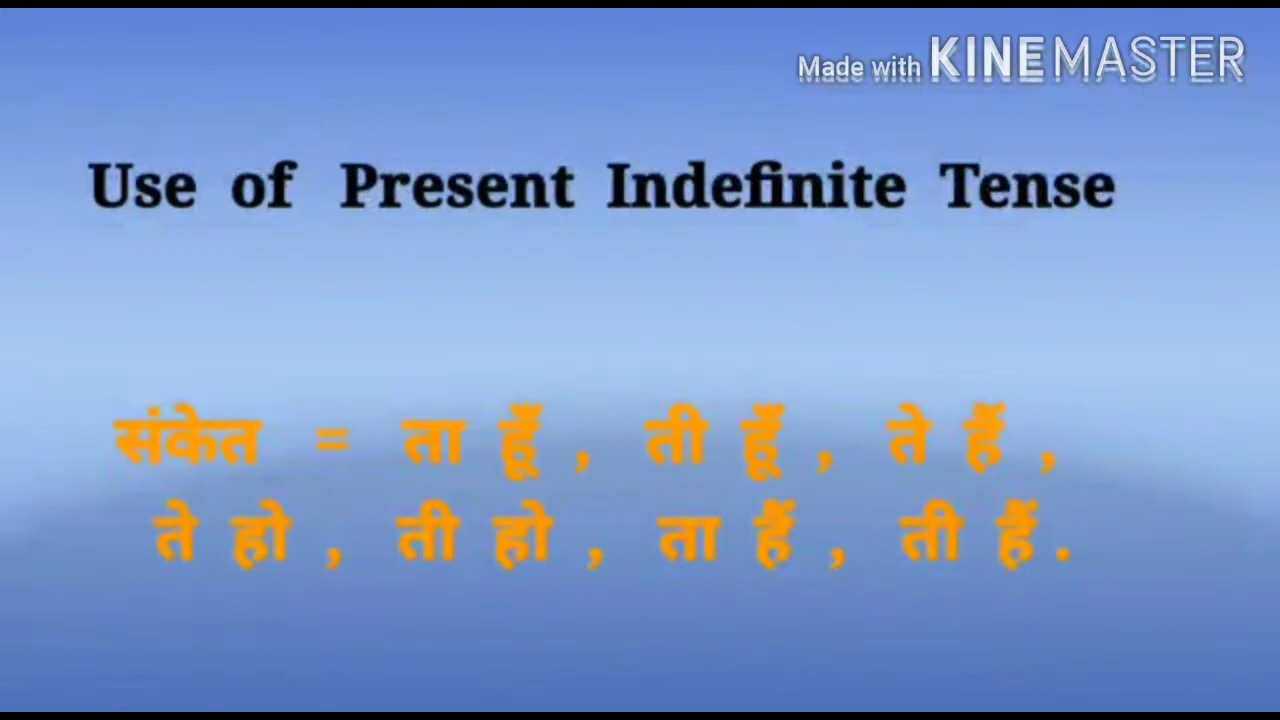 Made with KINEMASTER
Use of Present Indefinite Tense
संकेत = ता हूँ , ती हूँ , ते हैं ,
ते हो , ती हो , ता हैं , ती हैं .